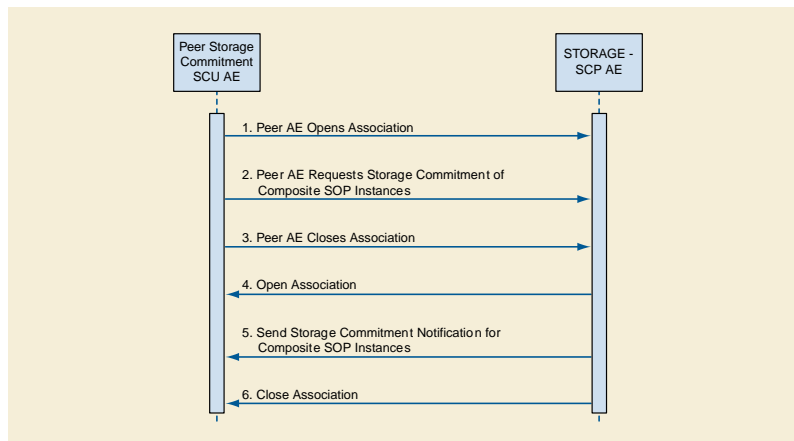 Peer Storage
Commitment
SCU AE
STORAGE -
SCP AE
1. Peer AE Opens Association
2. Peer AE Requests Storage Commitment of
Composite SOP Instances
3. Peer AE Closes Association
4. Open Association
5. Send Storage Commitment Notification for
Composite SOP Instances
6. Close Association